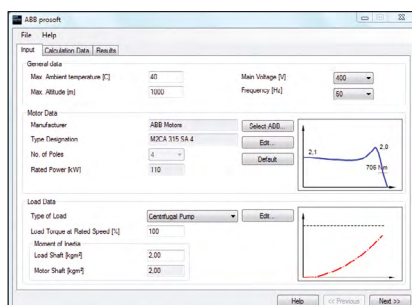 ABB prosoft
File Help
Input Calculation Data Results
General data
Max. Ambient temperature [C] 40 Main Voltage [V] 400
Max. Altitude (m) 1000 Frequency [Hz] 50
Motor Data
Manufacturer ABB Motors Select ABB...
Type Designation M2CA 315 SA 4 Edit...
No. of Poles 4 Default
Rated Power [kW] 110
2,1 2,0
706 Nm
Load Data
Type of Load Centrifugal Pump Edit...
Load Torque at Rated Speed [%] 100
Moment of Inertia
Load Shaft [kgm²] 2,00
Motor Shaft [kgm²] 2,00
Help << Previous Next >>